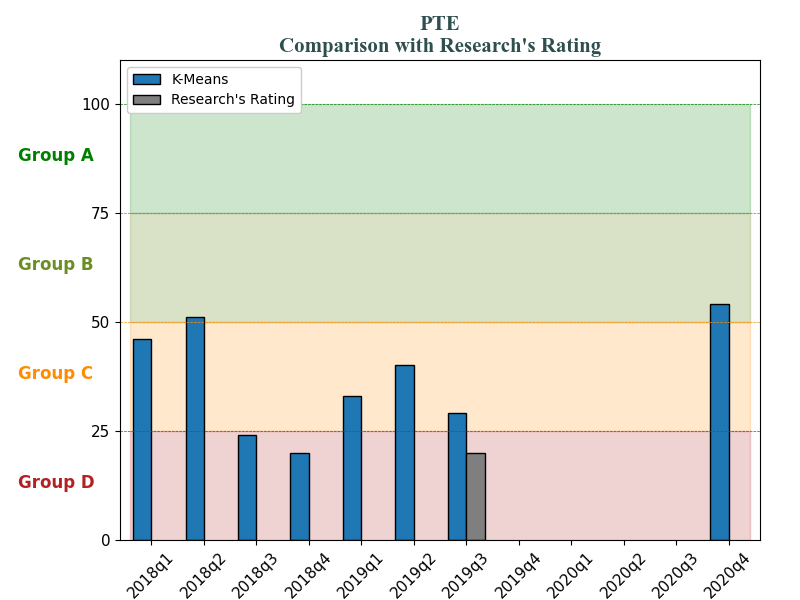 PTE
Comparison with Research's Rating
K-Means
Research's Rating
100
Group A
75
Group B
50
Group C
25
Group D
0
2018q1
2018q2
2018q3
2018q4
2019q1
2019q2
2019q3
2019q4
2020q1
2020q2
2020q3
2020q4